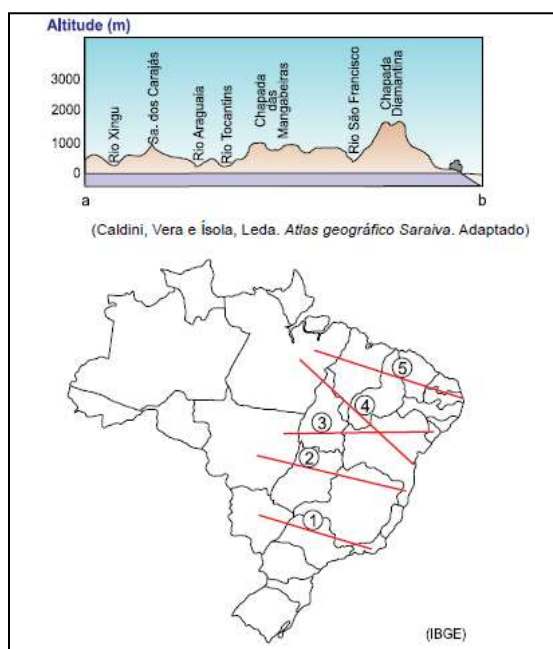 Altitude (m)
3000
2000
1000
0
Rio Xingu
Sa. dos Carajás
Rio Araguaia
Rio Tocantins
Chapada
das
Mangabeiras
Rio São Francisco
Chapada
Diamantina
a
b
(Caldini, Vera e Ísola, Leda. Atlas geográfico Saraiva. Adaptado)
5
4
3
2
1
(IBGE)